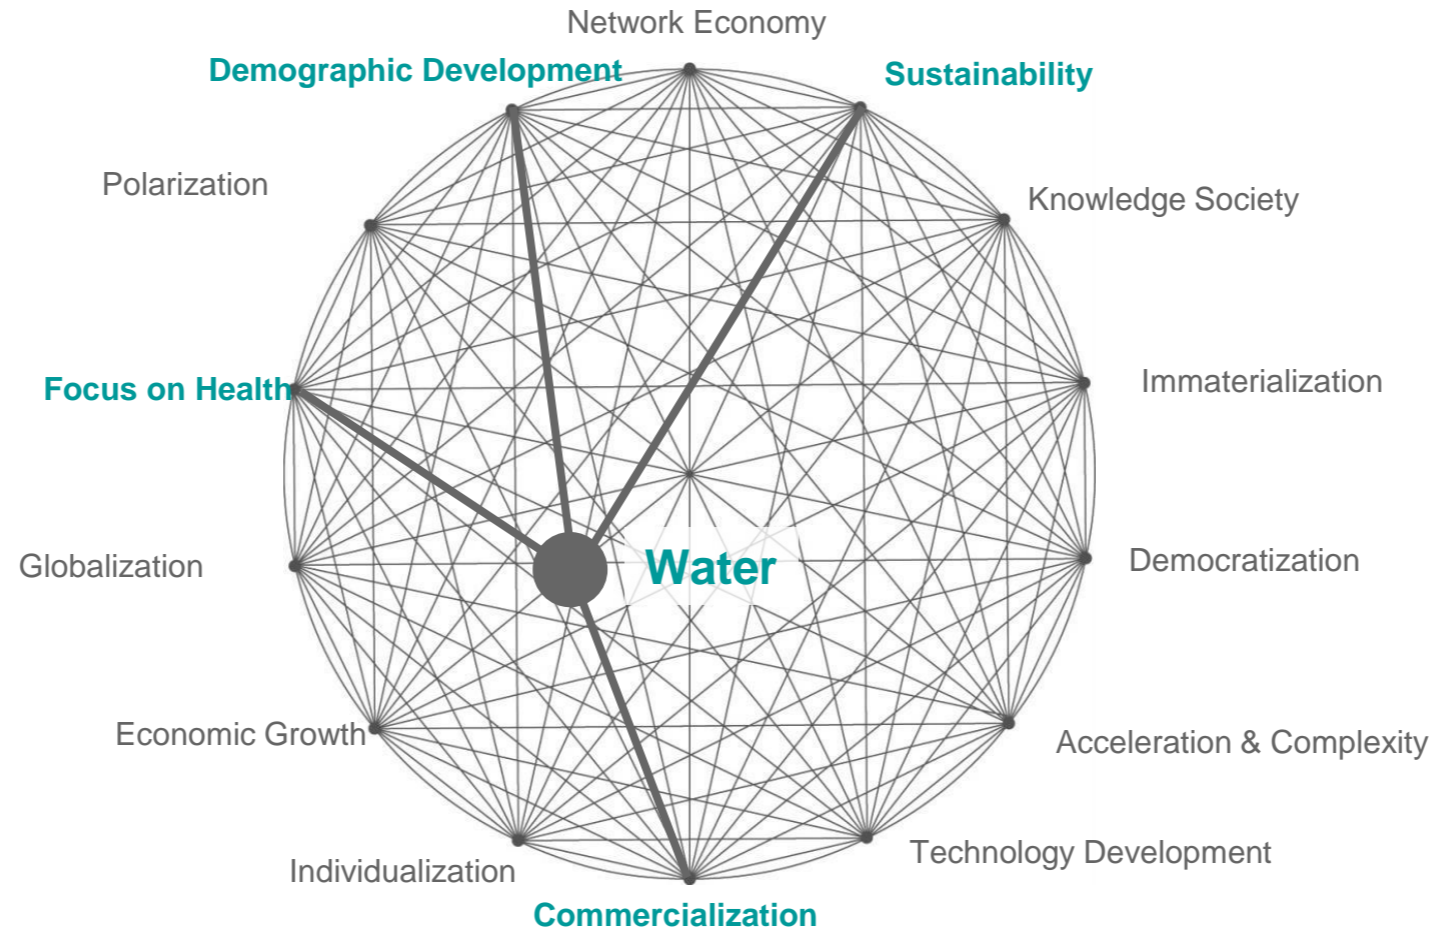 Network Economy
Demographic Development
Sustainability
Polarization
Knowledge Society
Focus on Health
Immaterialization
Globalization
Water
Democratization
Economic Growth
Acceleration & Complexity
Individualization
Technology Development
Commercialization